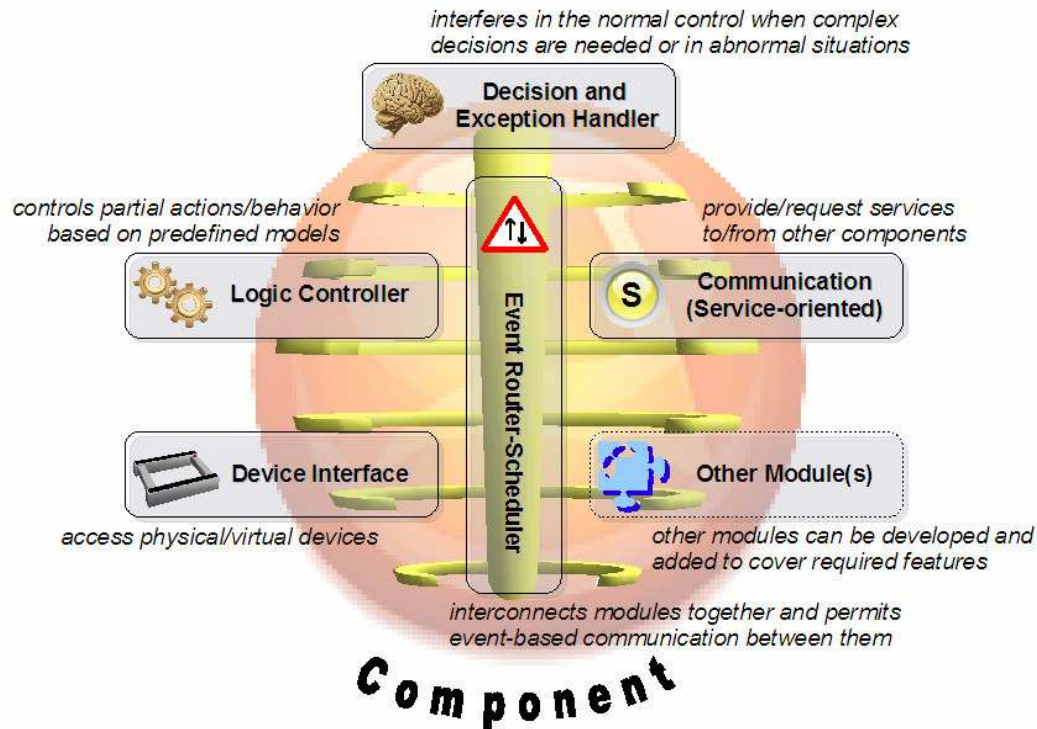 interferes in the normal control when complex
decisions are needed or in abnormal situations
Decision and
Exception Handler
controls partial actions/behavior
based on predefined models
Logic Controller
provide/request services
to/from other components
S
Communication
(Service-oriented)
Event Router-Scheduler
Device Interface
access physical/virtual devices
Other Module(s)
other modules can be developed and
added to cover required features
interconnects modules together and permits
event-based communication between them
Component